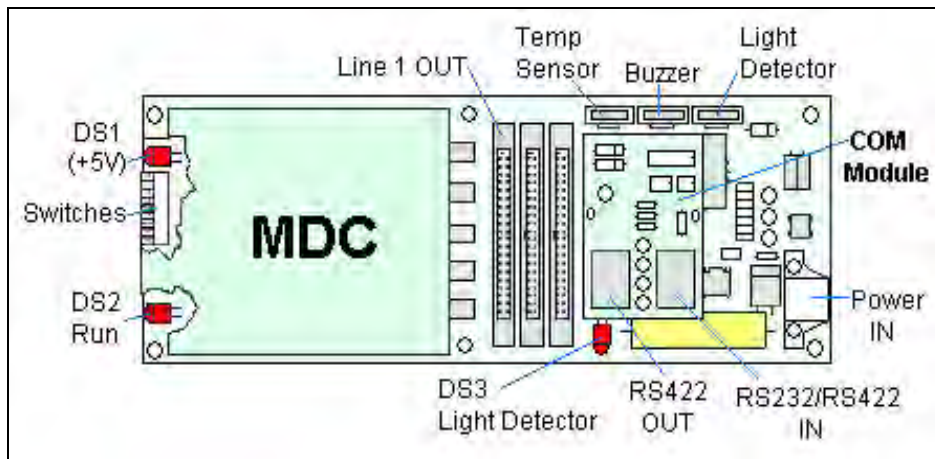 Temp
Sensor
Light
Detector
Line 1 OUT
Buzzer
DS1
(+5V)
COM
Module
Switches
MDC
DS2
Run
Power
IN
DS3
Light Detector
RS422
OUT
RS232/RS422
IN